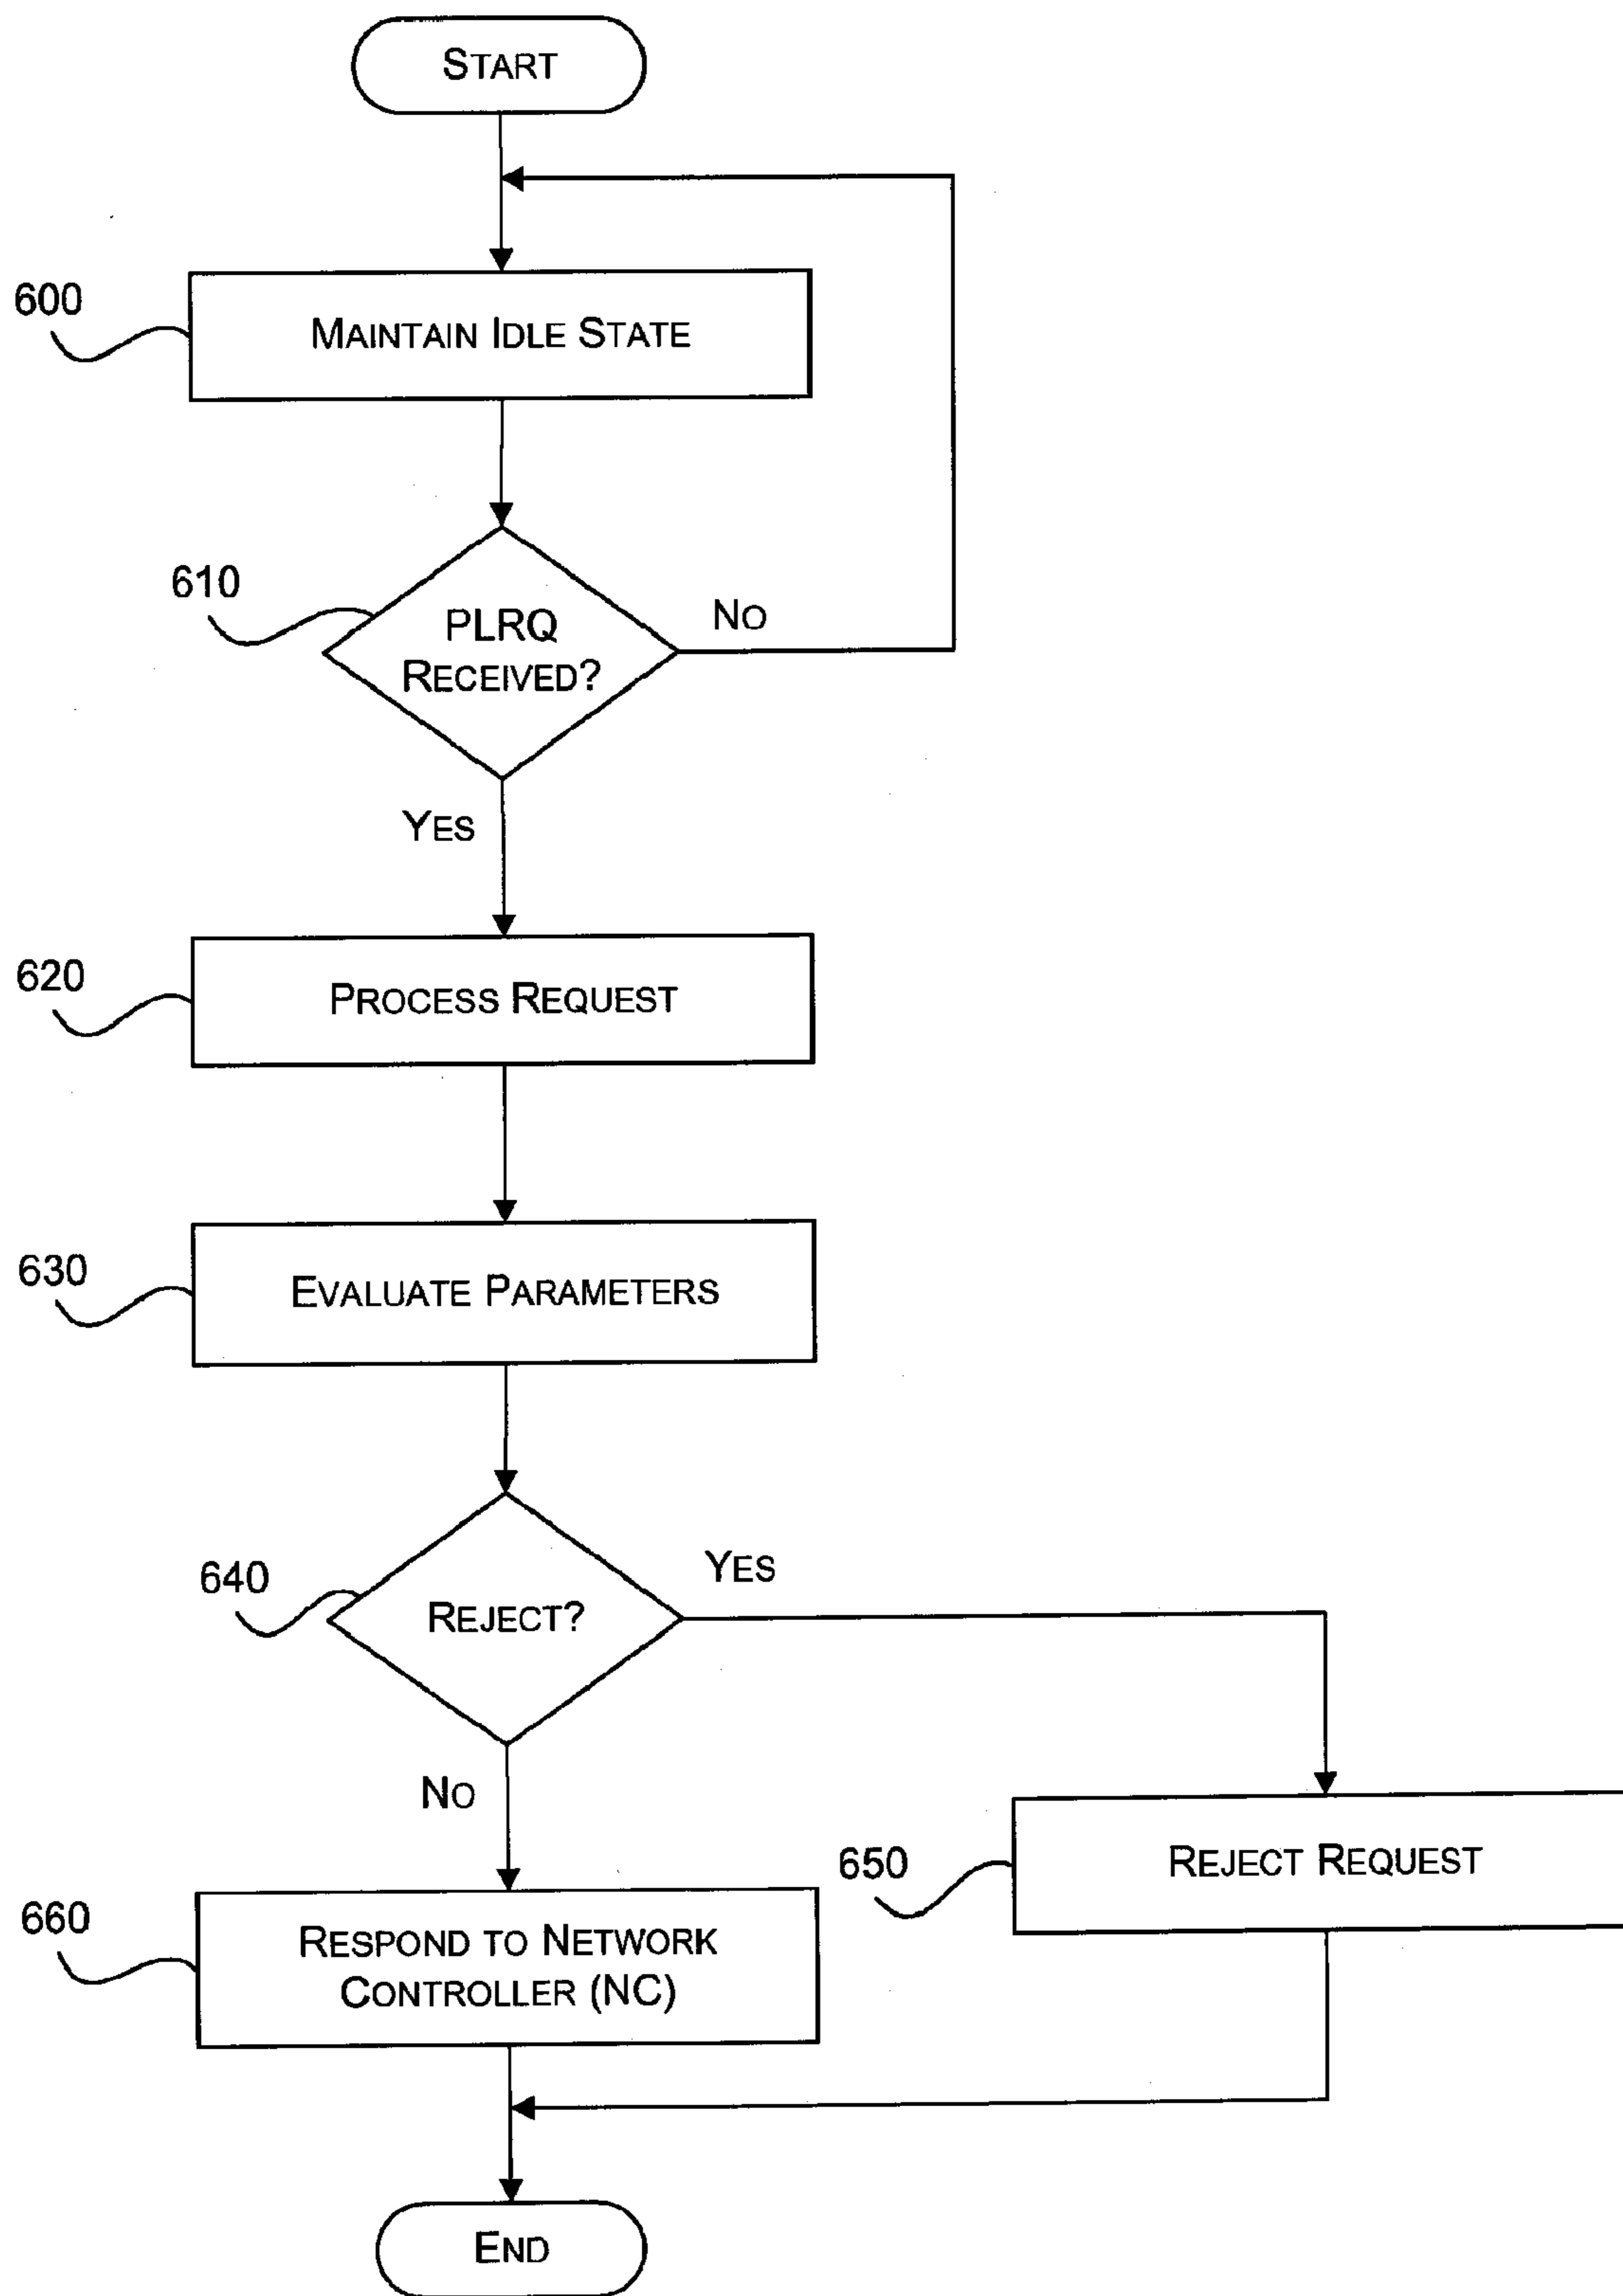 START
600
MAINTAIN IDLE STATE
610
PLRQ
RECEIVED?
NO
YES
620
PROCESS REQUEST
630
EVALUATE PARAMETERS
640
REJECT?
YES
NO
650
REJECT REQUEST
660
RESPOND TO NETWORK
CONTROLLER (NC)
END